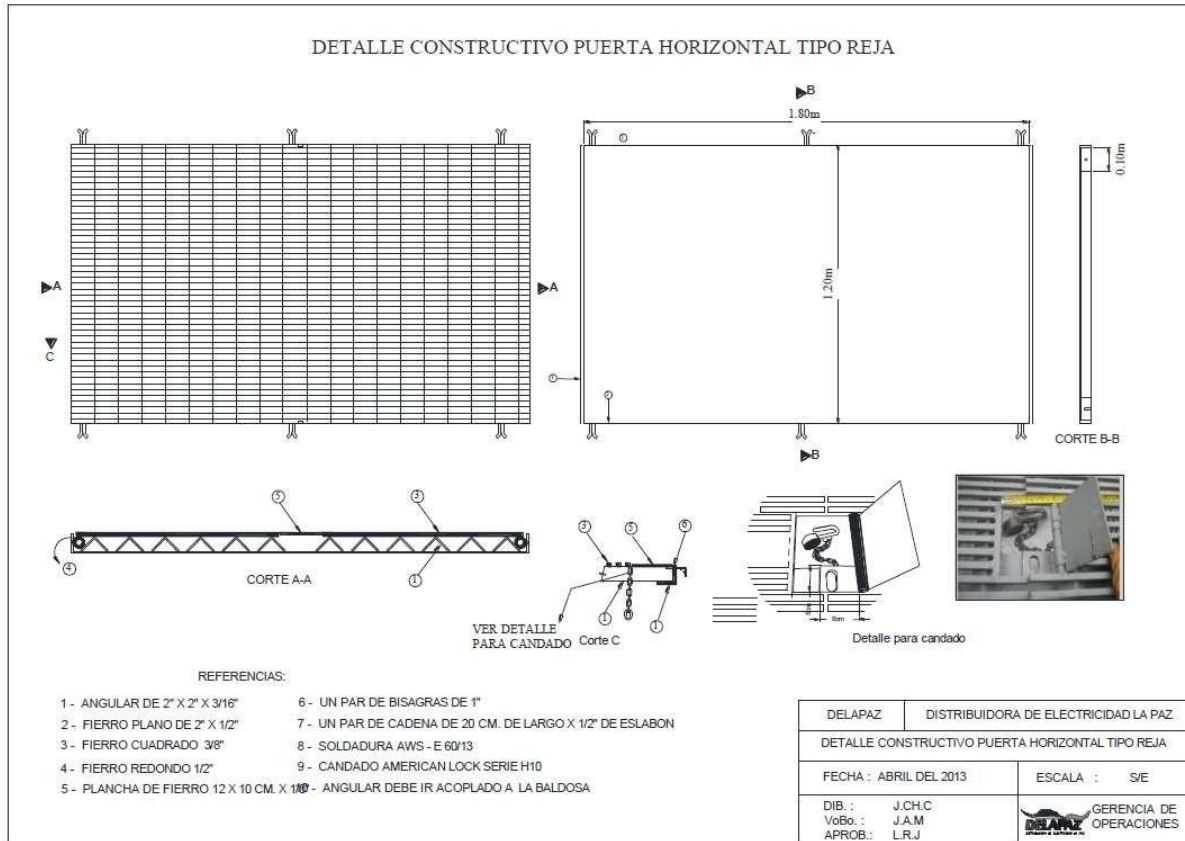 DETALLE CONSTRUCTIVO PUERTA HORIZONTAL TIPO REJA
B
1.80m
1
0.10m
A
A
C
1.20m
B
CORTE B-B
5
3
4
1
CORTE A-A
3
5
6
1
1
VER DETALLE
PARA CANDADO
Corte C
8cm
Detalle para candado
REFERENCIAS:
1 - ANGULAR DE 2" X 2" X 3/16"
2 - FIERRO PLANO DE 2" X 1/2"
3 - FIERRO CUADRADO 3/8"
4 - FIERRO REDONDO 1/2"
5 - PLANCHA DE FIERRO 12 X 10 CM. X 1/8"
6 - UN PAR DE BISAGRAS DE 1"
7 - UN PAR DE CADENA DE 20 CM. DE LARGO X 1/2" DE ESLABON
8 - SOLDADURA AWS - E 60/13
9 - CANDADO AMERICAN LOCK SERIE H10
10 - ANGULAR DEBE IR ACOPLADO A LA BALDOSA
DELAPAZ DISTRIBUIDORA DE ELECTRICIDAD LA PAZ
DETALLE CONSTRUCTIVO PUERTA HORIZONTAL TIPO REJA
FECHA : ABRIL DEL 2013 ESCALA : S/E
DIB. : J.CH.C
VoBo. : J.A.M
APROB.: L.R.J
DELAPAZ
GERENCIA DE
OPERACIONES